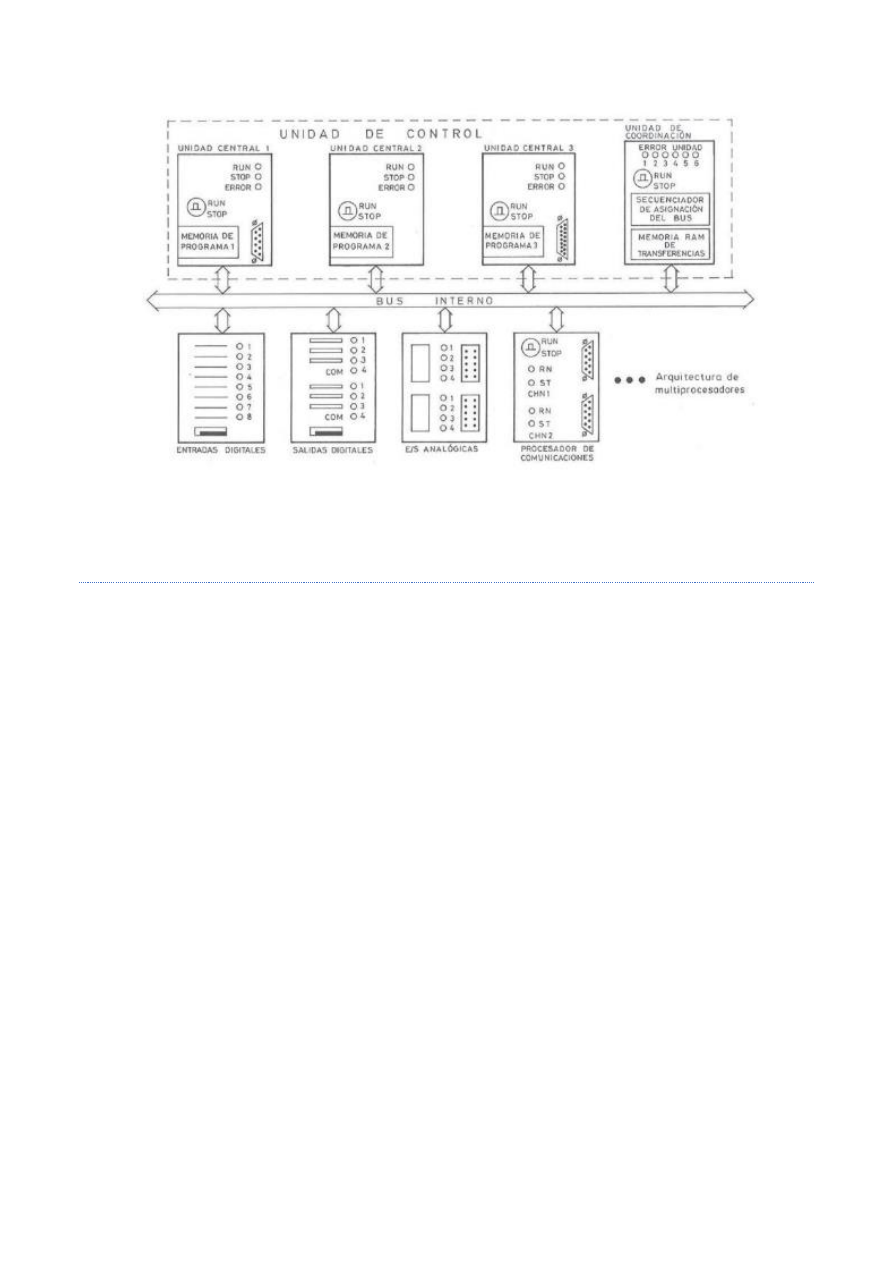 UNIDAD DE CONTROL
UNIDAD CENTRAL 1
RUN
STOP
ERROR
RUN
STOP
MEMORIA DE
PROGRAMA 1
UNIDAD CENTRAL 2
RUN
STOP
ERROR
RUN
STOP
MEMORIA DE
PROGRAMA 2
UNIDAD CENTRAL 3
RUN
STOP
ERROR
RUN
STOP
MEMORIA DE
PROGRAMA 3
UNIDAD DE
COORDINACIÓN
ERROR UNIDAD
1 2 3 4 5 6
RUN
STOP
SECUENCIADOR
DE ASIGNACIÓN
DEL BUS
MEMORIA RAM
DE
TRANSFERENCIAS
BUS INTERNO
1
2
3
4
5
6
7
8
ENTRADAS DIGITALES
1
2
3
COM 4
1
2
3
COM 4
SALIDAS DIGITALES
1
2
3
4
1
2
3
4
E/S ANALÓGICAS
RUN
STOP
RN
ST
CHN1
RN
ST
CHN2
PROCESADOR DE
COMUNICACIONES
Arquitectura de
multiprocesadores